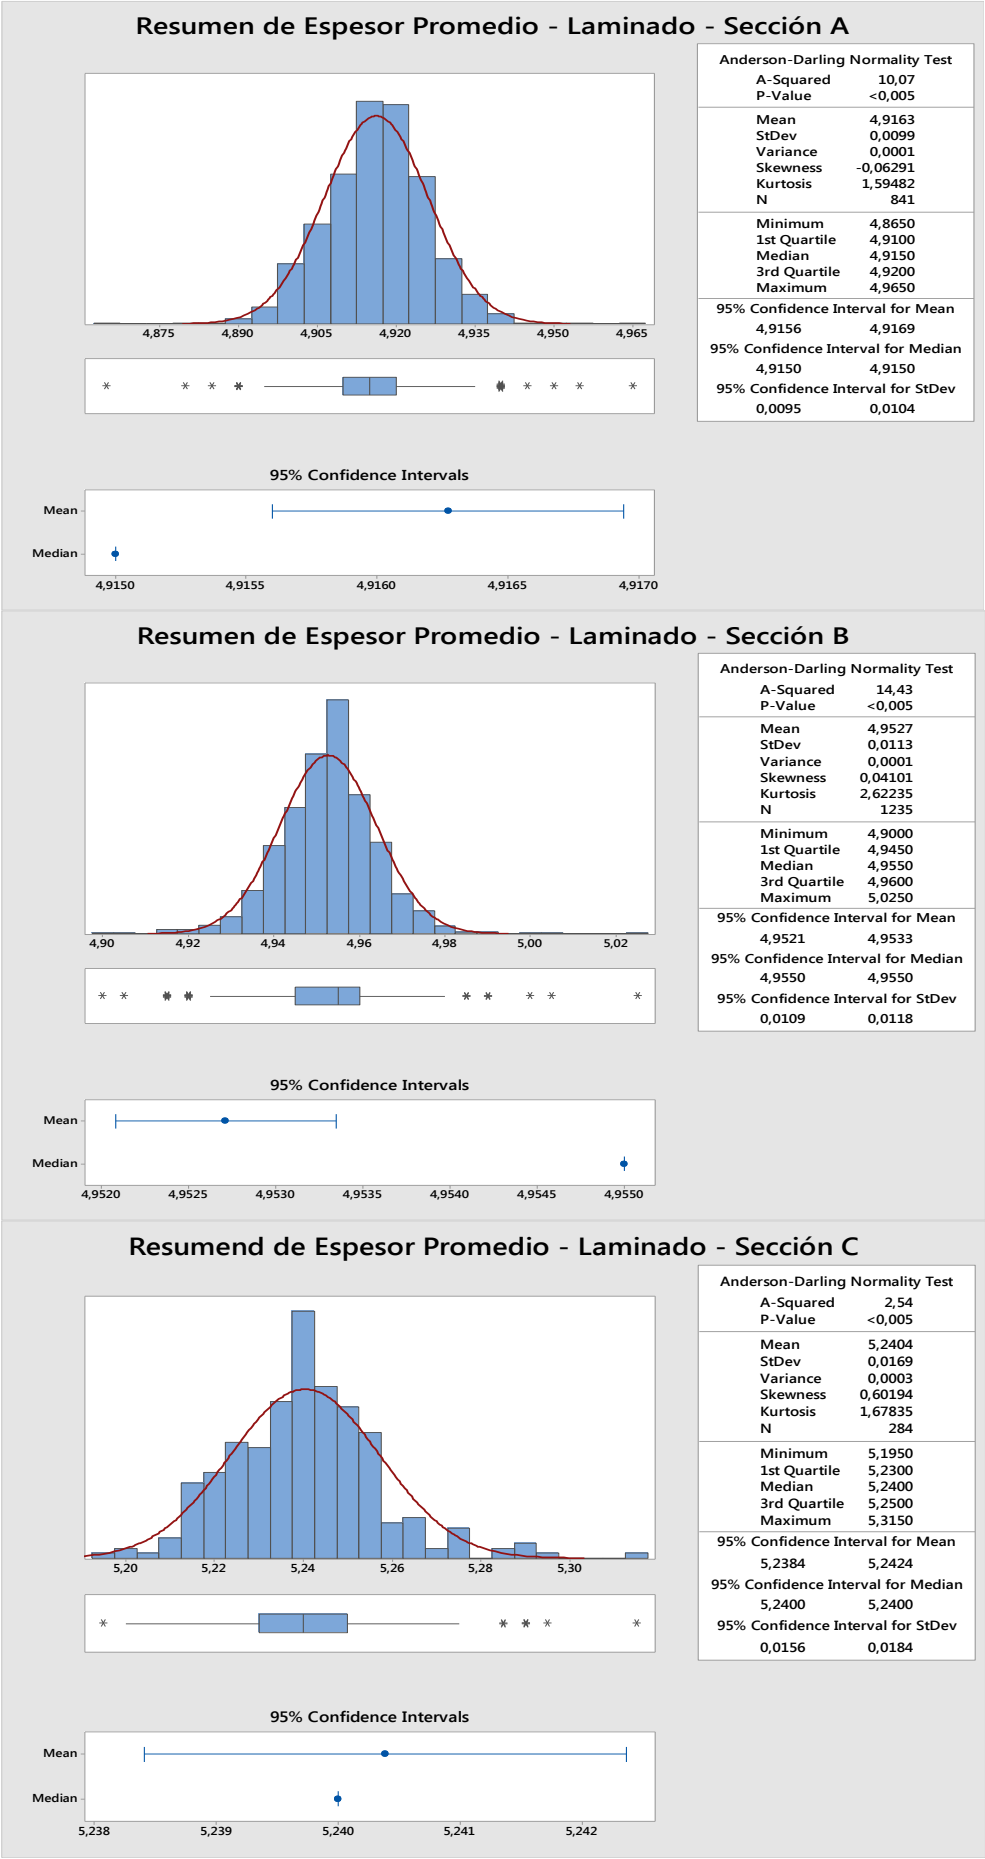 Resumen de Espesor Promedio - Laminado - Sección A
Anderson-Darling Normality Test
A-Squared 10,07
P-Value <0,005
Mean 4,9163
StDev 0,0099
Variance 0,0001
Skewness -0,06291
Kurtosis 1,59482
N 841
Minimum 4,8650
1st Quartile 4,9100
Median 4,9150
3rd Quartile 4,9200
Maximum 4,9650
95% Confidence Interval for Mean
4,9156 4,9169
95% Confidence Interval for Median
4,9150 4,9150
95% Confidence Interval for StDev
0,0095 0,0104
4,875 4,890 4,905 4,920 4,935 4,950 4,965
95% Confidence Intervals
Mean
Median
4,9150 4,9155 4,9160 4,9165 4,9170
Resumen de Espesor Promedio - Laminado - Sección B
Anderson-Darling Normality Test
A-Squared 14,43
P-Value <0,005
Mean 4,9527
StDev 0,0113
Variance 0,0001
Skewness 0,04101
Kurtosis 2,62235
N 1235
Minimum 4,9000
1st Quartile 4,9450
Median 4,9550
3rd Quartile 4,9600
Maximum 5,0250
95% Confidence Interval for Mean
4,9521 4,9533
95% Confidence Interval for Median
4,9550 4,9550
95% Confidence Interval for StDev
0,0109 0,0118
4,90 4,92 4,94 4,96 4,98 5,00 5,02
95% Confidence Intervals
Mean
Median
4,9520 4,9525 4,9530 4,9535 4,9540 4,9545 4,9550
Resumend de Espesor Promedio - Laminado - Sección C
Anderson-Darling Normality Test
A-Squared 2,54
P-Value <0,005
Mean 5,2404
StDev 0,0169
Variance 0,0003
Skewness 0,60194
Kurtosis 1,67835
N 284
Minimum 5,1950
1st Quartile 5,2300
Median 5,2400
3rd Quartile 5,2500
Maximum 5,3150
95% Confidence Interval for Mean
5,2384 5,2424
95% Confidence Interval for Median
5,2400 5,2400
95% Confidence Interval for StDev
0,0156 0,0184
5,20 5,22 5,24 5,26 5,28 5,30
95% Confidence Intervals
Mean
Median
5,238 5,239 5,240 5,241 5,242